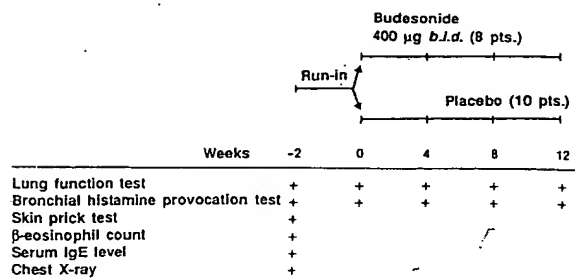 Budesonide
400 µg b.i.d. (8 pts.)
Run-in
Placebo (10 pts.)
Weeks -2 0 4 8 12
Lung function test + + + + +
Bronchial histamine provocation test + + + + +
Skin prick test +
β-eosinophil count +
Serum IgE level +
Chest X-ray +